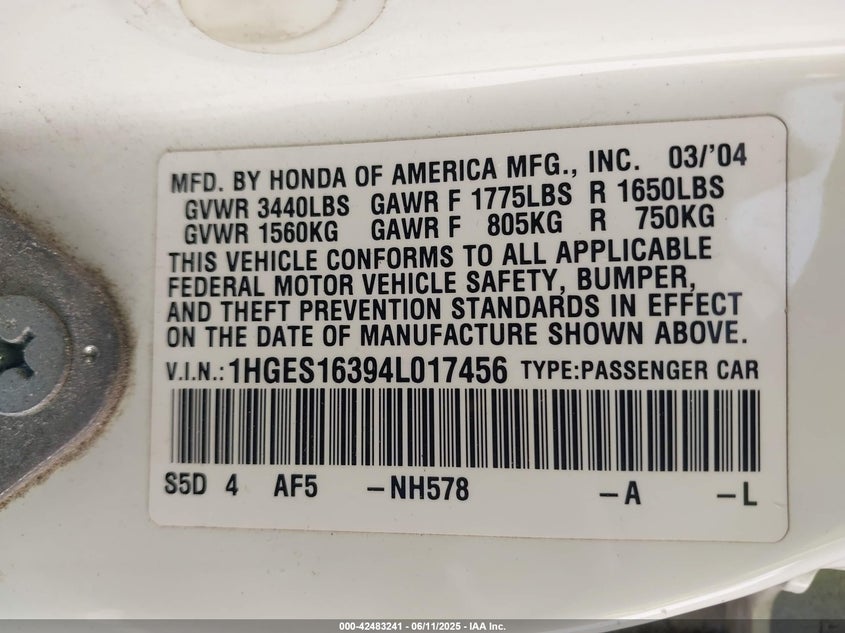 MFD. BY HONDA OF AMERICA MFG., INC. 03/'04
GVWR 3440LBS GAWR F 1775LBS R 1650LBS
GVWR 1560KG GAWR F 805KG R 750KG
THIS VEHICLE CONFORMS TO ALL APPLICABLE
FEDERAL MOTOR VEHICLE SAFETY, BUMPER,
AND THEFT PREVENTION STANDARDS IN EFFECT
ON THE DATE OF MANUFACTURE SHOWN ABOVE.
V.I.N.: 1HGES16394L017456 TYPE:PASSENGER CAR
S5D 4 AF5 -NH578 -A -L
000-42483241 - 06/11/2025 - IAA Inc.